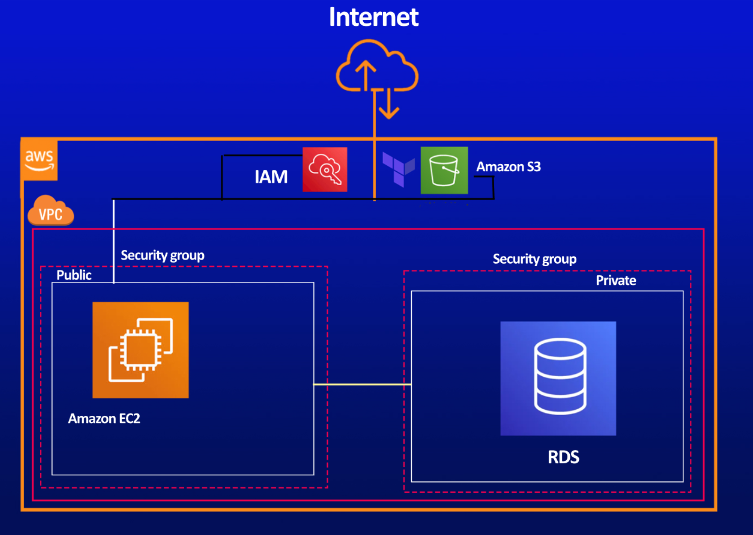 Internet
aws
IAM
Amazon S3
VPC
Security group
Security group
Public
Private
Amazon EC2
RDS